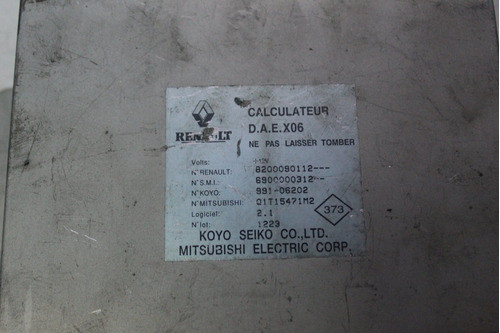 CALCULATEUR
RENAULT D.A.E.X06
NE PAS LAISSER TOMBER
Volts: +12V
N°RENAULT: 8200090112---
N°S.M.I.: 6900000312--
N°KOYO: 991-06202
N°MITSUBISHI: Q1T15471M2
Logiciel: 2.1 373
N°lot: 1223
KOYO SEIKO CO.,LTD.
MITSUBISHI ELECTRIC CORP.